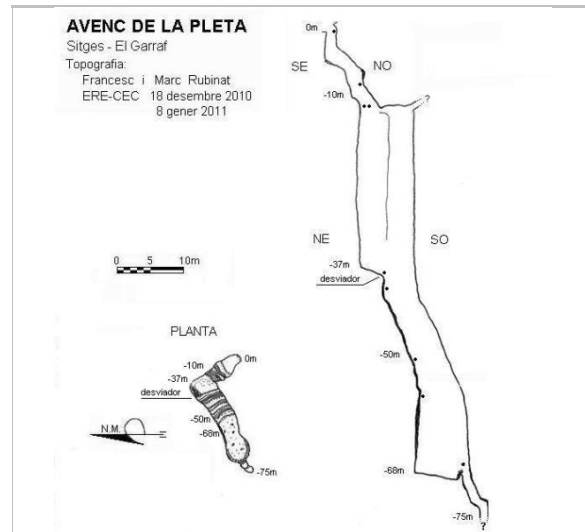 AVENC DE LA PLETA
Sitges - El Garraf
Topografia:
Francesc i Marc Rubinat
ERE-CEC 18 desembre 2010
8 gener 2011
0m
SE
NO
-10m
?
NE
SO
-37m
desviador
-50m
-68m
-75m
?
0 5 10m
PLANTA
0m
-10m
-37m
desviador
-50m
-68m
-75m
N.M.